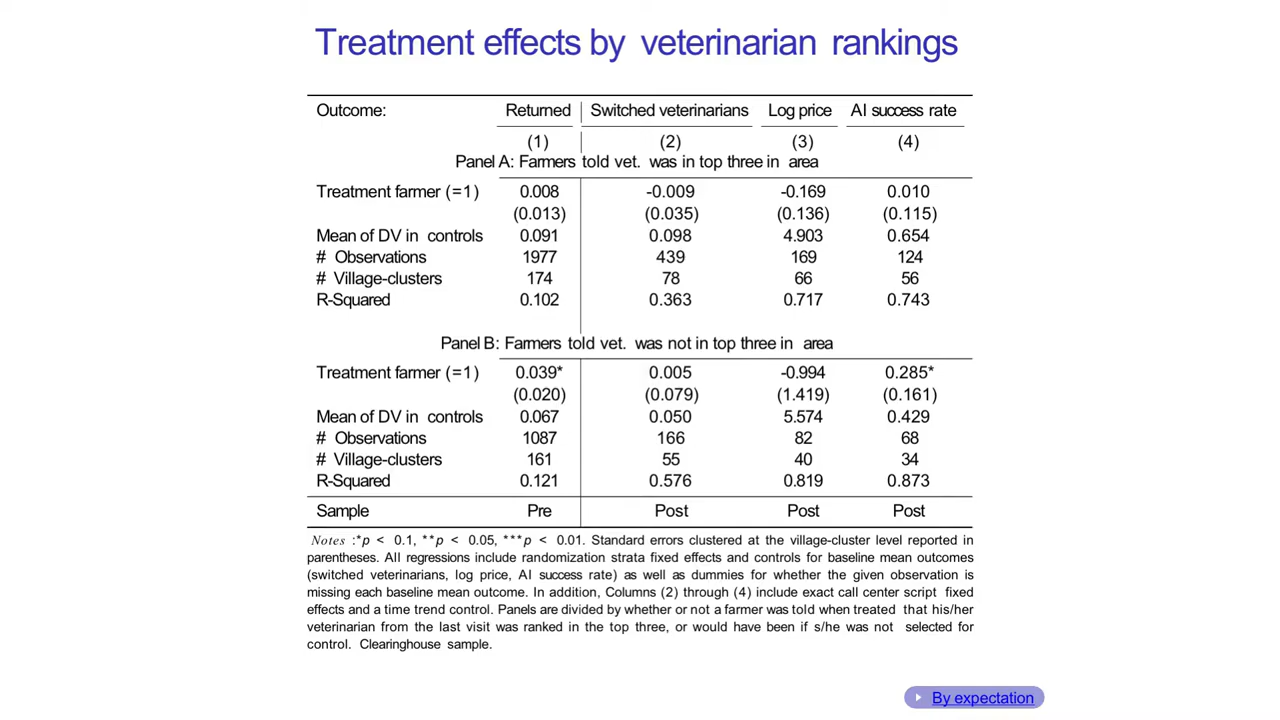 Treatment effects by veterinarian rankings
Outcome: Returned Switched veterinarians Log price AI success rate
(1) (2) (3) (4)
Panel A: Farmers told vet. was in top three in area
Treatment farmer (=1) 0.008 -0.009 -0.169 0.010
(0.013) (0.035) (0.136) (0.115)
Mean of DV in controls 0.091 0.098 4.903 0.654
# Observations 1977 439 169 124
# Village-clusters 174 78 66 56
R-Squared 0.102 0.363 0.717 0.743
Panel B: Farmers told vet. was not in top three in area
Treatment farmer (=1) 0.039* 0.005 -0.994 0.285*
(0.020) (0.079) (1.419) (0.161)
Mean of DV in controls 0.067 0.050 5.574 0.429
# Observations 1087 166 82 68
# Village-clusters 161 55 40 34
R-Squared 0.121 0.576 0.819 0.873
Sample Pre Post Post Post
Notes :*p < 0.1, **p < 0.05, ***p < 0.01. Standard errors clustered at the village-cluster level reported in
parentheses. All regressions include randomization strata fixed effects and controls for baseline mean outcomes
(switched veterinarians, log price, AI success rate) as well as dummies for whether the given observation is
missing each baseline mean outcome. In addition, Columns (2) through (4) include exact call center script fixed
effects and a time trend control. Panels are divided by whether or not a farmer was told when treated that his/her
veterinarian from the last visit was ranked in the top three, or would have been if s/he was not selected for
control. Clearinghouse sample.
By expectation